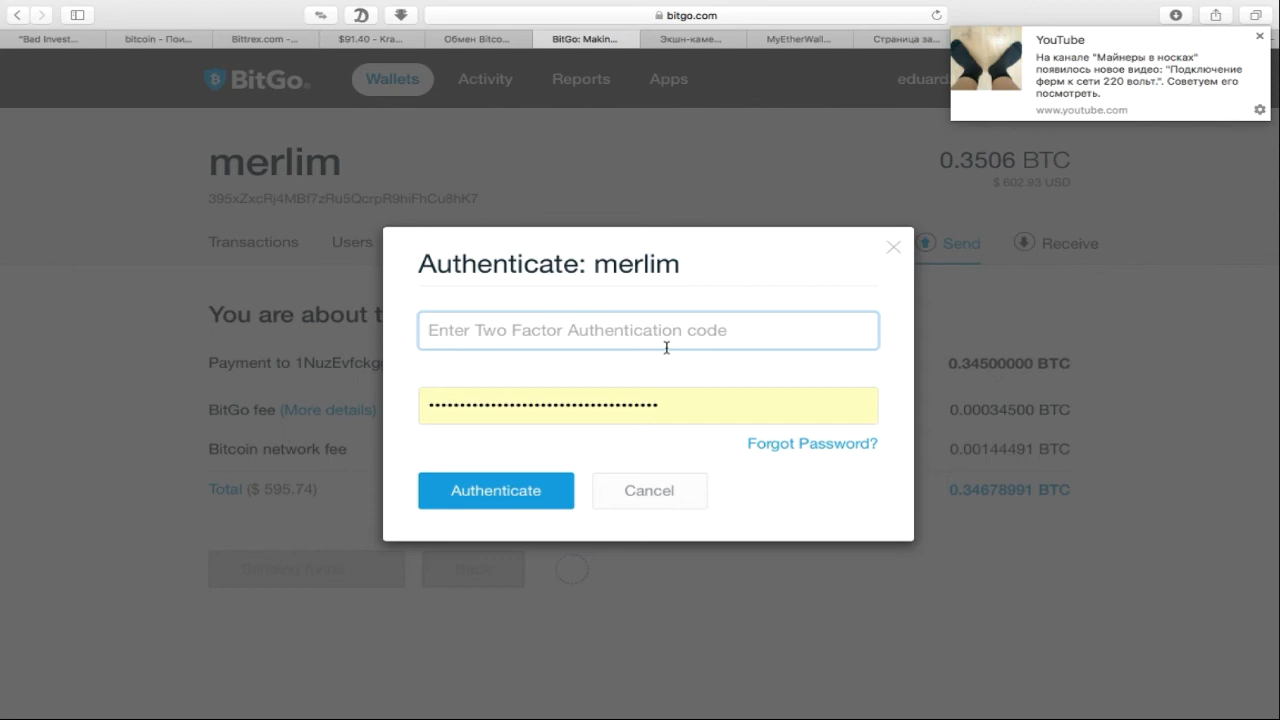 bitgo.com
"Bad Invest...
bitcoin - Пои...
Bittrex.com -...
$91.40 - Kra...
Обмен Bitco...
BitGo: Makin...
Экшн-каме...
MyEtherWall...
Страница за...
YouTube
На канале "Майнеры в носках"
появилось новое видео: "Подключение
ферм к сети 220 вольт.". Советуем его
посмотреть.
www.youtube.com
BitGo
Wallets
Activity
Reports
Apps
eduard
merlim
0.3506 BTC
$ 602.93 USD
395xZxcRj4MBf7zRu5QcrpR9hiFhCu8hK7
Transactions
Users
Send
Receive
Authenticate: merlim
You are about t
Enter Two Factor Authentication code
Payment to 1NuzEvfckg
0.34500000 BTC
BitGo fee (More details)
0.00034500 BTC
Forgot Password?
Bitcoin network fee
0.00144491 BTC
Total ($ 595.74)
0.34678991 BTC
Authenticate
Cancel
Back